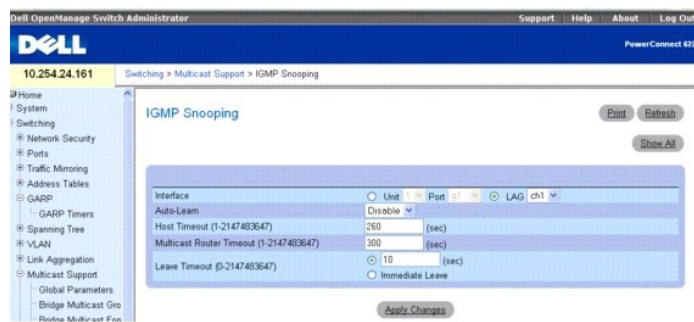 Dell OpenManage Switch Administrator
Support Help About Log Out
DELL
PowerConnect 622
10.254.24.161
Switching > Multicast Support > IGMP Snooping
Home
System
Switching
Network Security
Ports
Traffic Mirroring
Address Tables
GARP
GARP Timers
Spanning Tree
VLAN
Link Aggregation
Multicast Support
Global Parameters
Bridge Multicast Gro
IGMP Snooping
Print Refresh
Show All
Interface Unit 1 Port g1 LAG ch1
Auto-Learn Disable
Host Timeout (1-2147483647) 260 (sec)
Multicast Router Timeout (1-2147483647) 300 (sec)
Leave Timeout (0-2147483647) 10 (sec)
Immediate Leave
Apply Changes